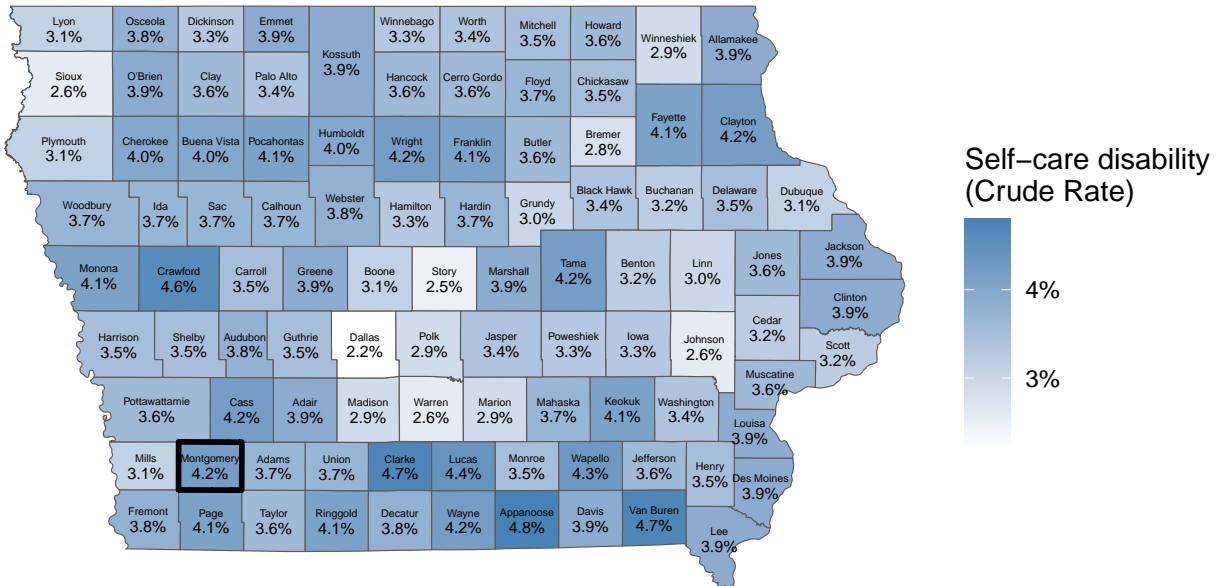 Lyon
3.1%
Osceola
3.8%
Dickinson
3.3%
Emmet
3.9%
Kossuth
3.9%
Winnebago
3.3%
Worth
3.4%
Mitchell
3.5%
Howard
3.6%
Winneshiek
2.9%
Allamakee
3.9%
Sioux
2.6%
O'Brien
3.9%
Clay
3.6%
Palo Alto
3.4%
Hancock
3.6%
Cerro Gordo
3.6%
Floyd
3.7%
Chickasaw
3.5%
Fayette
4.1%
Clayton
4.2%
Plymouth
3.1%
Cherokee
4.0%
Buena Vista
4.0%
Pocahontas
4.1%
Humboldt
4.0%
Wright
4.2%
Franklin
4.1%
Butler
3.6%
Bremer
2.8%
Woodbury
3.7%
Ida
3.7%
Sac
3.7%
Calhoun
3.7%
Webster
3.8%
Hamilton
3.3%
Hardin
3.7%
Grundy
3.0%
Black Hawk
3.4%
Buchanan
3.2%
Delaware
3.5%
Dubuque
3.1%
Monona
4.1%
Crawford
4.6%
Carroll
3.5%
Greene
3.9%
Boone
3.1%
Story
2.5%
Marshall
3.9%
Tama
4.2%
Benton
3.2%
Linn
3.0%
Jones
3.6%
Jackson
3.9%
Clinton
3.9%
Harrison
3.5%
Shelby
3.5%
Audubon
3.8%
Guthrie
3.5%
Dallas
2.2%
Polk
2.9%
Jasper
3.4%
Poweshiek
3.3%
Iowa
3.3%
Johnson
2.6%
Cedar
3.2%
Scott
3.2%
Muscatine
3.6%
Pottawattamie
3.6%
Cass
4.2%
Adair
3.9%
Madison
2.9%
Warren
2.6%
Marion
2.9%
Mahaska
3.7%
Keokuk
4.1%
Washington
3.4%
Louisa
3.9%
Mills
3.1%
Montgomery
4.2%
Adams
3.7%
Union
3.7%
Clarke
4.7%
Lucas
4.4%
Monroe
3.5%
Wapello
4.3%
Jefferson
3.6%
Henry
3.5%
Des Moines
3.9%
Fremont
3.8%
Page
4.1%
Taylor
3.6%
Ringgold
4.1%
Decatur
3.8%
Wayne
4.2%
Appanoose
4.8%
Davis
3.9%
Van Buren
4.7%
Lee
3.9%
Self−care disability
(Crude Rate)
4%
3%